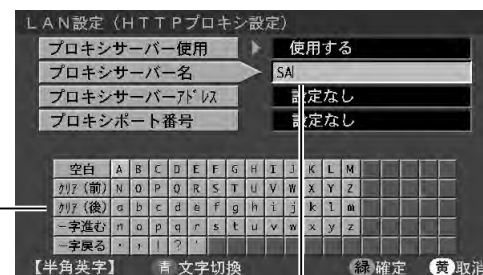 LAN設定（HTTPプロキシ設定）
プロキシサーバー使用 使用する
プロキシサーバー名 SA
プロキシサーバーｱﾄﾞﾚｽ 設定なし
プロキシポート番号 設定なし
空白 A B C D E F G H I J K L M
ｸﾘｱ（前） N O P Q R S T U V W X Y Z
ｸﾘｱ（後） a b c d e f g h i j k l m
一字進む n o p q r s t u v w x y z
一字戻る ! ?
【半角英字】 青 文字切換 緑 確定 黄 取消